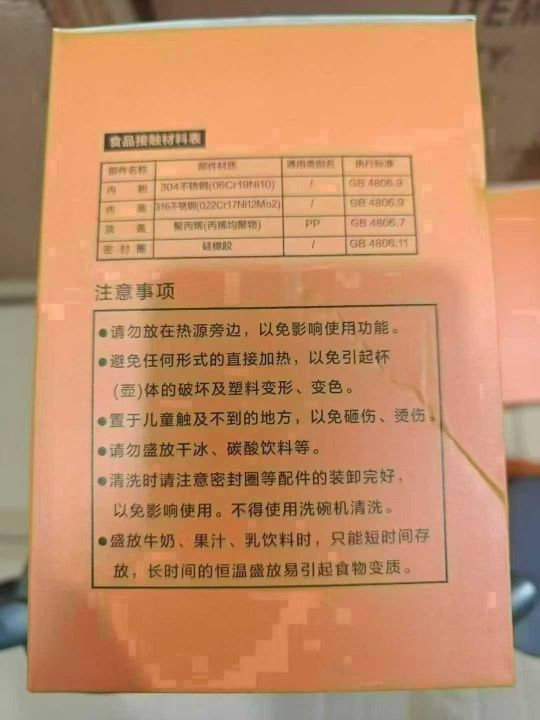 ITEM
食品接触材料表
部件名称 部件材质 通用类别名 执行标准
内 胆 304不锈钢(06Cr19Ni10) / GB 4806.9
内 底 316不锈钢(022Cr17Ni12Mo2) / GB 4806.9
顶 盖 聚丙烯(丙烯均聚物) PP GB 4806.7
密 封 圈 硅橡胶 / GB 4806.11
注意事项
●请勿放在热源旁边，以免影响使用功能。
●避免任何形式的直接加热，以免引起杯
(壶)体的破坏及塑料变形、变色。
●置于儿童触及不到的地方，以免砸伤、烫伤。
●请勿盛放干冰、碳酸饮料等。
●清洗时请注意密封圈等配件的装卸完好，
以免影响使用。不得使用洗碗机清洗。
●盛放牛奶、果汁、乳饮料时，只能短时间存
放，长时间的恒温盛放易引起食物变质。